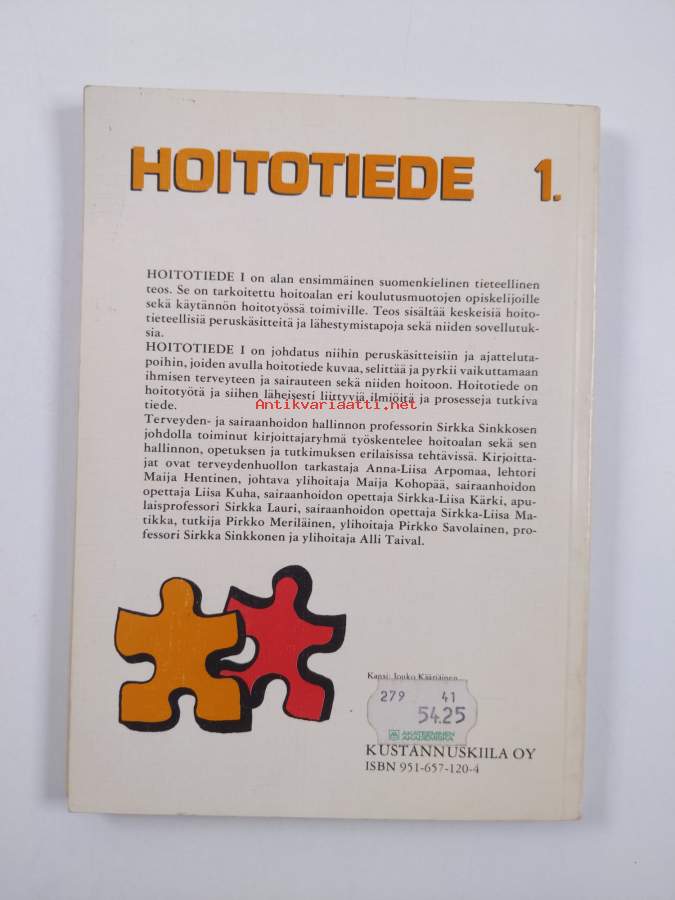 HOITOTIEDE 1.
HOITOTIEDE I on alan ensimmäinen suomenkielinen tieteellinen
teos. Se on tarkoitettu hoitoalan eri koulutusmuotojen opiskelijoille
sekä käytännön hoitotyössä toimiville. Teos sisältää keskeisiä hoito-
tieteellisiä peruskäsitteitä ja lähestymistapoja sekä niiden sovellutuk-
sia.
HOITOTIEDE I on johdatus niihin peruskäsitteisiin ja ajatteluta-
poihin, joiden avulla hoitotiede kuvaa, selittää ja pyrkii vaikuttamaan
ihmisen terveyteen ja sairauteen sekä niiden hoitoon. Hoitotiede on
hoitotyötä ja siihen läheisesti liittyviä ilmiöitä ja prosesseja tutkiva
tiede.
Antikvariaatti.net
Terveyden- ja sairaanhoidon hallinnon professorin Sirkka Sinkkosen
johdolla toiminut kirjoittajaryhmä työskentelee hoitoalan sekä sen
hallinnon, opetuksen ja tutkimuksen erilaisissa tehtävissä. Kirjoitta-
jat ovat terveydenhuollon tarkastaja Anna-Liisa Arpomaa, lehtori
Maija Hentinen, johtava ylihoitaja Maija Kohopää, sairaanhoidon
opettaja Liisa Kuha, sairaanhoidon opettaja Sirkka-Liisa Kärki, apu-
laisprofessori Sirkka Lauri, sairaanhoidon opettaja Sirkka-Liisa Ma-
tikka, tutkija Pirkko Meriläinen, ylihoitaja Pirkko Savolainen, pro-
fessori Sirkka Sinkkonen ja ylihoitaja Alli Taival.
Kansi: Jouko Kääriäinen
279 41
54.25
AKATEEMINEN
AKADEMISKA
KUSTANNUSKIILA OY
ISBN 951-657-120-4